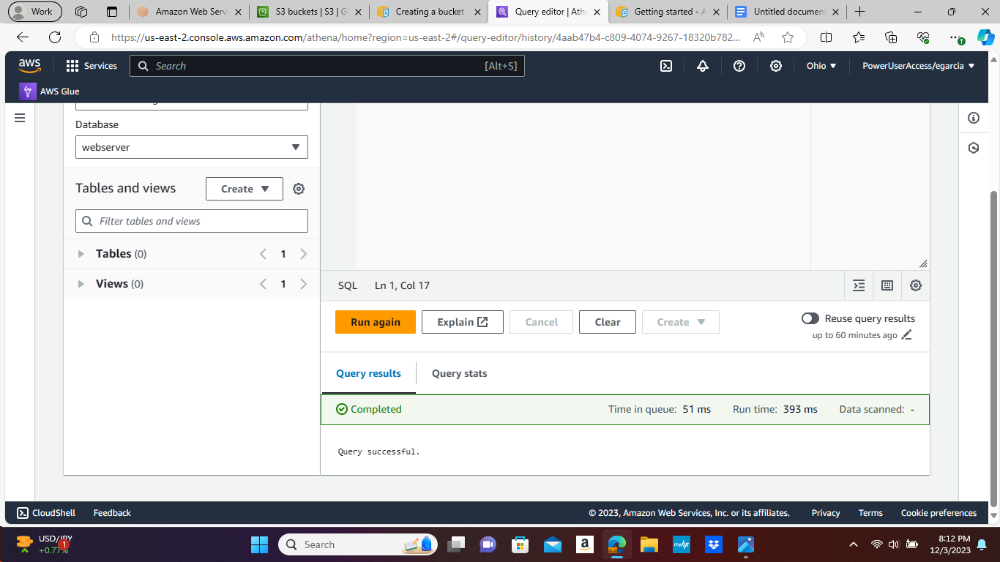 Work
Amazon Web Servi
S3 buckets | S3 | Gl
Creating a bucket
Query editor | Athe
Getting started - A
Untitled document
https://us-east-2.console.aws.amazon.com/athena/home?region=us-east-2#/query-editor/history/4aab47b4-c809-4074-9267-18320b782...
aws
Services
Search
[Alt+S]
Ohio
PowerUserAccess/egarcia
AWS Glue
Database
webserver
Tables and views
Create
Filter tables and views
Tables (0)
1
Views (0)
1
SQL Ln 1, Col 17
Run again
Explain
Cancel
Clear
Create
Reuse query results
up to 60 minutes ago
Query results
Query stats
Completed
Time in queue: 51 ms
Run time: 393 ms
Data scanned: -
Query successful.
CloudShell
Feedback
© 2023, Amazon Web Services, Inc. or its affiliates.
Privacy
Terms
Cookie preferences
USD/JPY
+0.77%
1
Search
a
myhp
8:12 PM
12/3/2023